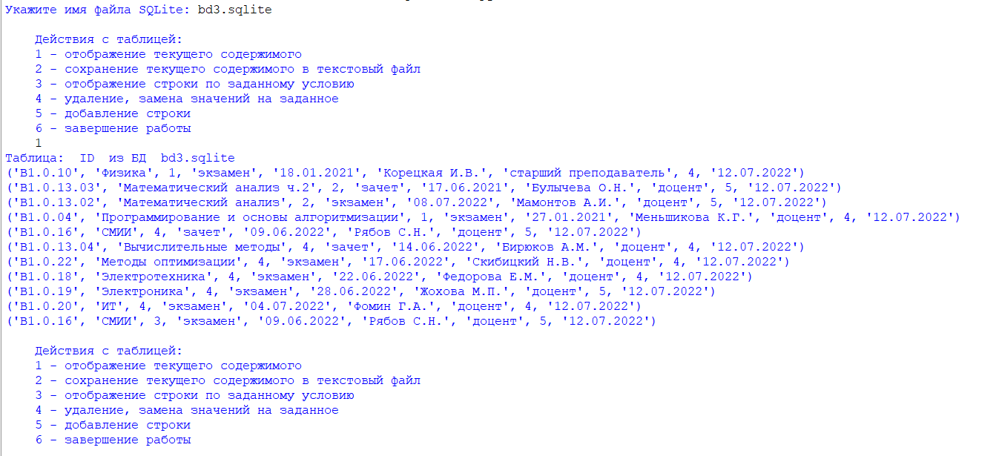 Укажите имя файла SQLite: bd3.sqlite
Действия с таблицей:
1 - отображение текущего содержимого
2 - сохранение текущего содержимого в текстовый файл
3 - отображение строки по заданному условию
4 - удаление, замена значений на заданное
5 - добавление строки
6 - завершение работы
1
Таблица:  ID  из БД  bd3.sqlite
('В1.0.10', 'Физика', 1, 'экзамен', '18.01.2021', 'Корецкая И.В.', 'старший преподаватель', 4, '12.07.2022')
('В1.0.13.03', 'Математический анализ ч.2', 2, 'зачет', '17.06.2021', 'Булычева О.Н.', 'доцент', 5, '12.07.2022')
('В1.0.13.02', 'Математический анализ', 2, 'экзамен', '08.07.2022', 'Мамонтов А.И.', 'доцент', 5, '12.07.2022')
('В1.0.04', 'Программирование и основы алгоритмизации', 1, 'экзамен', '27.01.2021', 'Меньшикова К.Г.', 'доцент', 4, '12.07.2022')
('В1.0.16', 'СМИИ', 4, 'зачет', '09.06.2022', 'Рябов С.Н.', 'доцент', 5, '12.07.2022')
('В1.0.13.04', 'Вычислительные методы', 4, 'зачет', '14.06.2022', 'Бирюков А.М.', 'доцент', 4, '12.07.2022')
('В1.0.22', 'Методы оптимизации', 4, 'экзамен', '17.06.2022', 'Скибицкий Н.В.', 'доцент', 4, '12.07.2022')
('В1.0.18', 'Электротехника', 4, 'экзамен', '22.06.2022', 'Федорова Е.М.', 'доцент', 4, '12.07.2022')
('В1.0.19', 'Электроника', 4, 'экзамен', '28.06.2022', 'Жохова М.П.', 'доцент', 5, '12.07.2022')
('В1.0.20', 'ИТ', 4, 'экзамен', '04.07.2022', 'Фомин Г.А.', 'доцент', 4, '12.07.2022')
('В1.0.16', 'СМИИ', 3, 'экзамен', '09.06.2022', 'Рябов С.Н.', 'доцент', 5, '12.07.2022')
Действия с таблицей:
1 - отображение текущего содержимого
2 - сохранение текущего содержимого в текстовый файл
3 - отображение строки по заданному условию
4 - удаление, замена значений на заданное
5 - добавление строки
6 - завершение работы